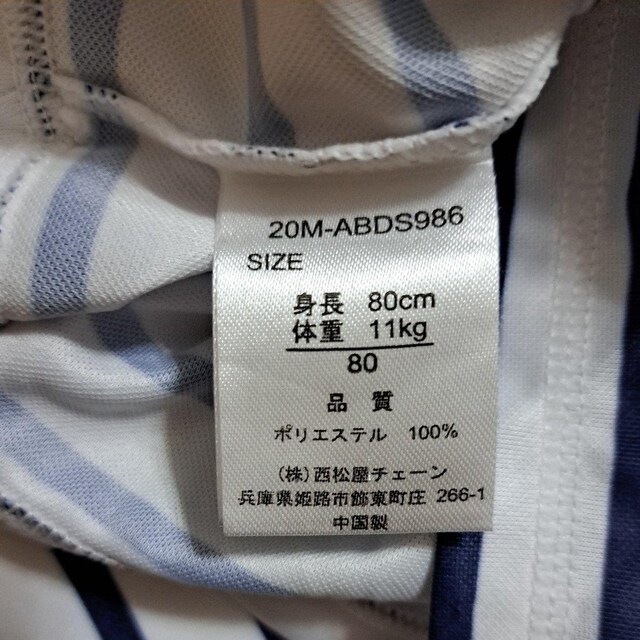 20M-ABDS986
SIZE
身長 80cm
体重 11kg
80
品質
ポリエステル 100%
(株)西松屋チェーン
兵庫県姫路市飾東町庄 266-1
中国製